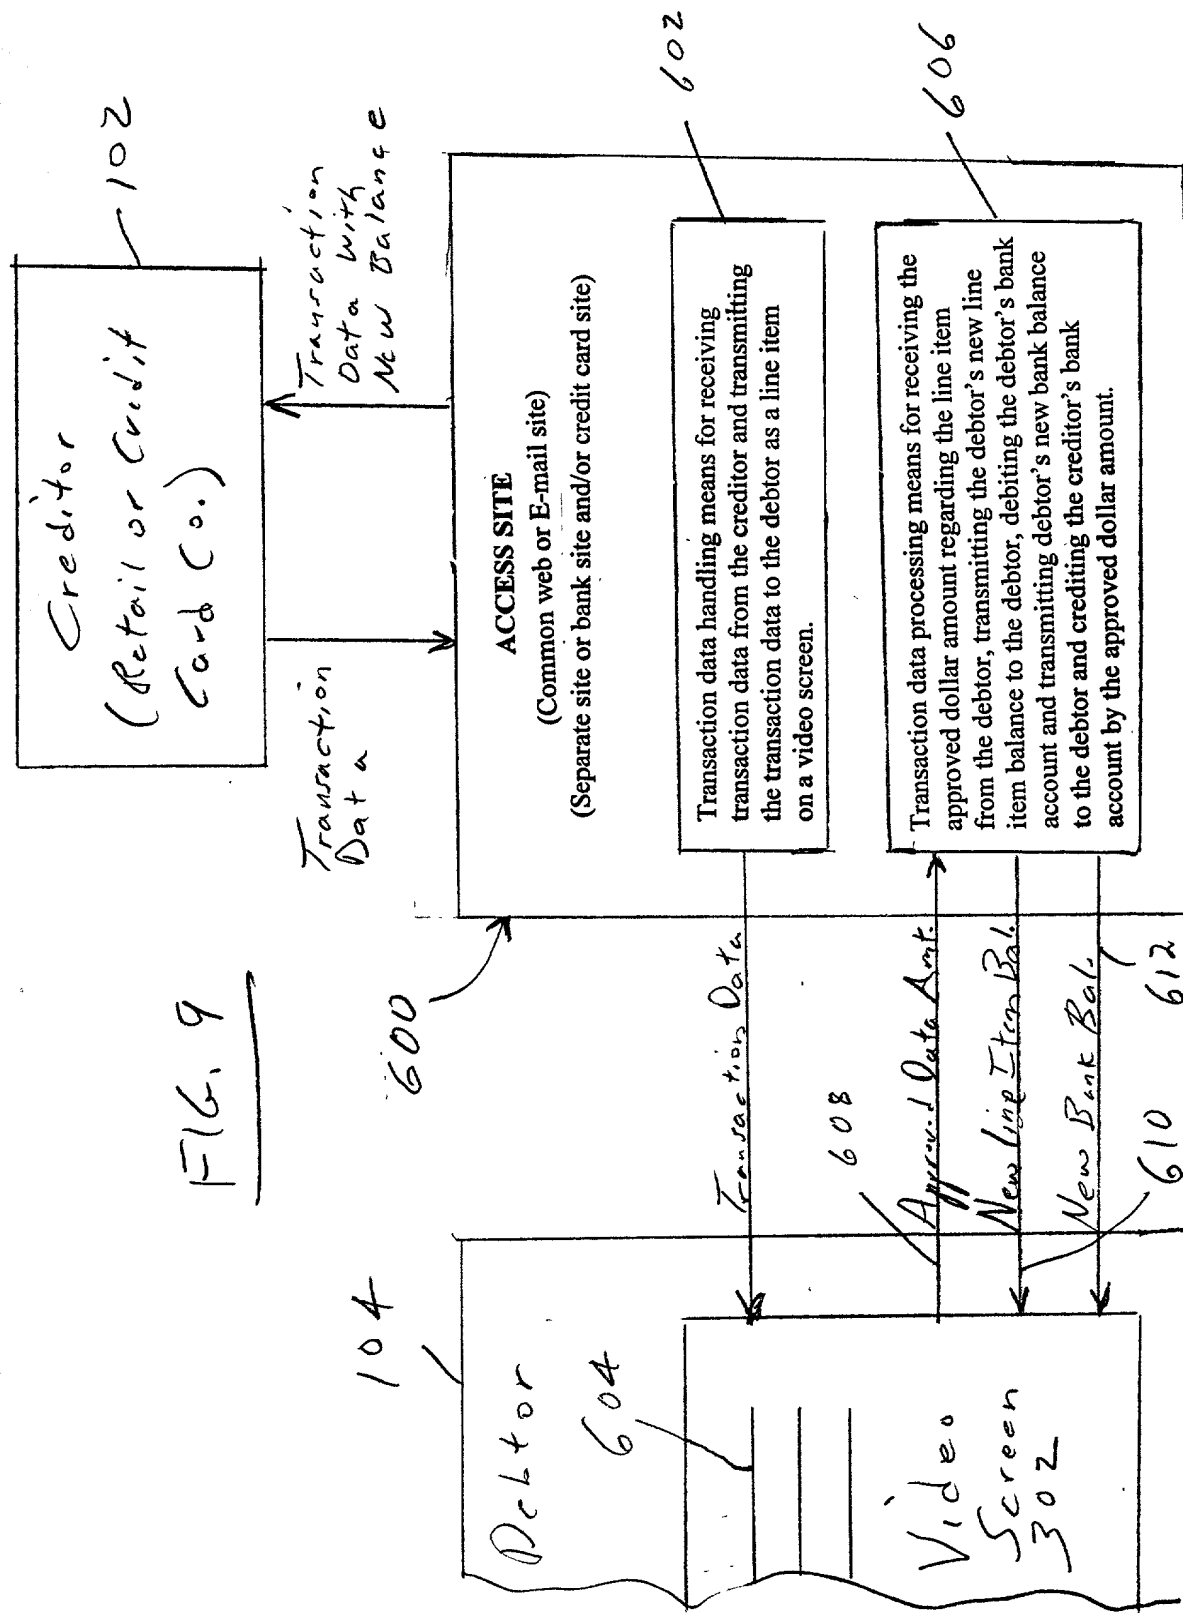 FIG. 9
104
Debtor
604
Video
Screen
302
600
Transaction
Data
Creditor
(Retail or Credit
Card Co.)
102
Transaction
Data with
New Balance
ACCESS SITE
(Common web or E-mail site)
(Separate site or bank site and/or credit card site)
Transaction data handling means for receiving
transaction data from the creditor and transmitting
the transaction data to the debtor as a line item
on a video screen.
602
Transaction data processing means for receiving the
approved dollar amount regarding the line item
from the debtor, transmitting the debtor's new line
item balance to the debtor, debiting the debtor's bank
account and transmitting debtor's new bank balance
to the debtor and crediting the creditor's bank
account by the approved dollar amount.
606
Transaction Data
608
Approved Data Amt.
New Line Item Bal.
New Bank Bal.
610
612